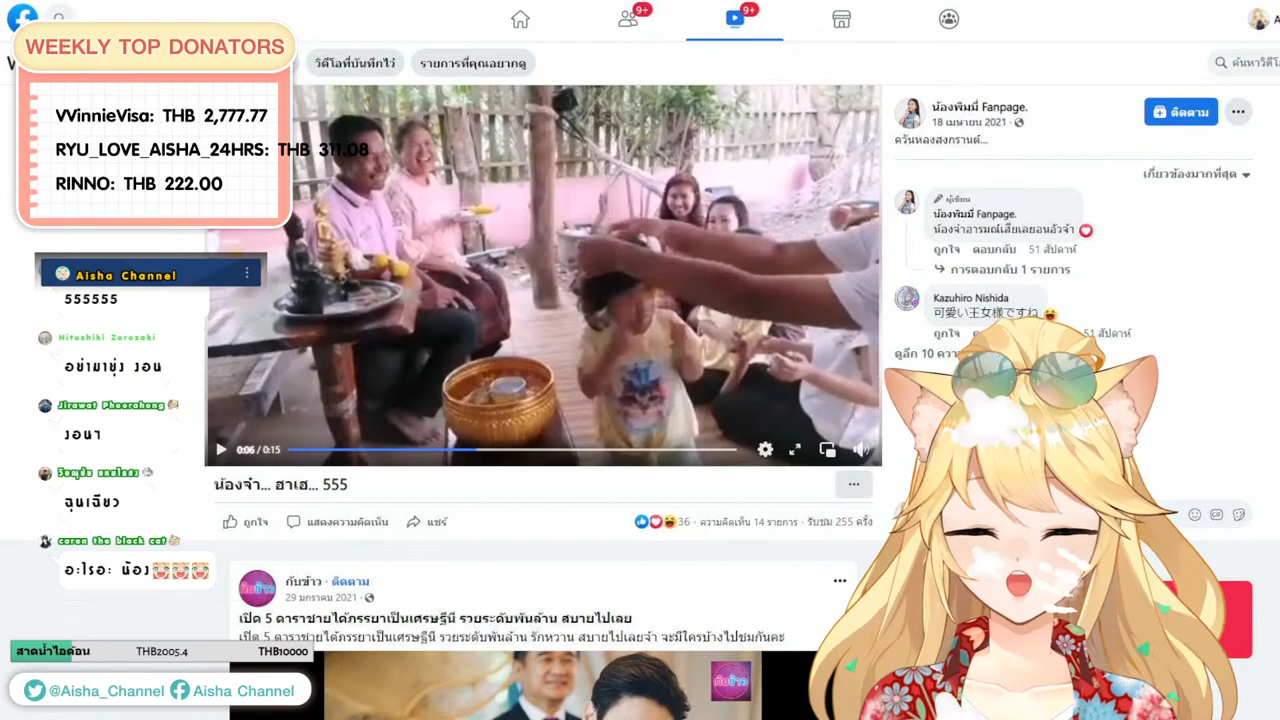 WEEKLY TOP DONATORS
WinnieVisa: THB 2,777.77
RYU_LOVE_AISHA_24HRS: THB 311.08
RINNO: THB 222.00
9+
9+
วิดีโอที่บันทึกไว้
รายการที่คุณอยากดู
ค้นหาวิดีโ
น้องพิมมี่ Fanpage.
18 เมษายน 2021
ติดตาม
ควันหลงสงกรานต์...
เกี่ยวข้องมากที่สุด
ผู้เขียน
น้องพิมมี่ Fanpage.
น้องจำอารมณ์เสียเลยอนอัวจ๋า
ถูกใจ ตอบกลับ 51 สัปดาห์
การตอบกลับ 1 รายการ
Kazuhiro Nishida
可愛い王女様ですね
ถูกใจ
51 สัปดาห์
ดูอีก 10
Aisha Channel
555555
Hitoshiki Zerozaki
อย่ามายุ่ง งอน
Jirawat Phoorahong
งอนา
ฉุนเฉียว
caren the black cat
อะไรอะ น้อง
0:06 / 0:15
น้องจำ... ฮาเฮ... 555
ถูกใจ
แสดงความคิดเห็น
แชร์
36 · ความคิดเห็น 14 รายการ · รับชม 255 ครั้ง
กับข้าว · ติดตาม
29 มกราคม 2021
เปิด 5 ดาราชายได้ภรรยาเป็นเศรษฐีนี รวยระดับพันล้าน สบายไปเลย
เปิด 5 ดาราชายได้ภรรยาเป็นเศรษฐีนี รวยระดับพันล้าน รักหวาน สบายไปเลยจ้า จะมีใครบ้างไปชมกันคะ
กับข้าว
สาดน้ำไอด้อน THB2005.4 THB10000
@Aisha_Channel Aisha Channel